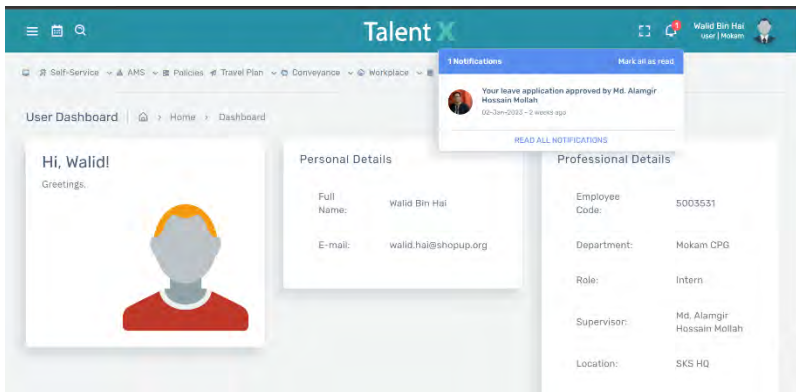 Talent X
1
Walid Bin Hai
user | Mokam
1 Notifications
Mark all as read
Your leave application approved by Md. Alamgir
Hossain Mollah
02-Jan-2023 - 2 weeks ago
READ ALL NOTIFICATIONS
Self-Service
AMS
Policies
Travel Plan
Conveyance
Workplace
User Dashboard
Home
Dashboard
Hi, Walid!
Greetings.
Personal Details
Full
Name:
Walid Bin Hai
E-mail:
walid.hai@shopup.org
Professional Details
Employee
Code:
5003531
Department:
Mokam CPG
Role:
Intern
Supervisor:
Md. Alamgir
Hossain Mollah
Location:
SKS HQ